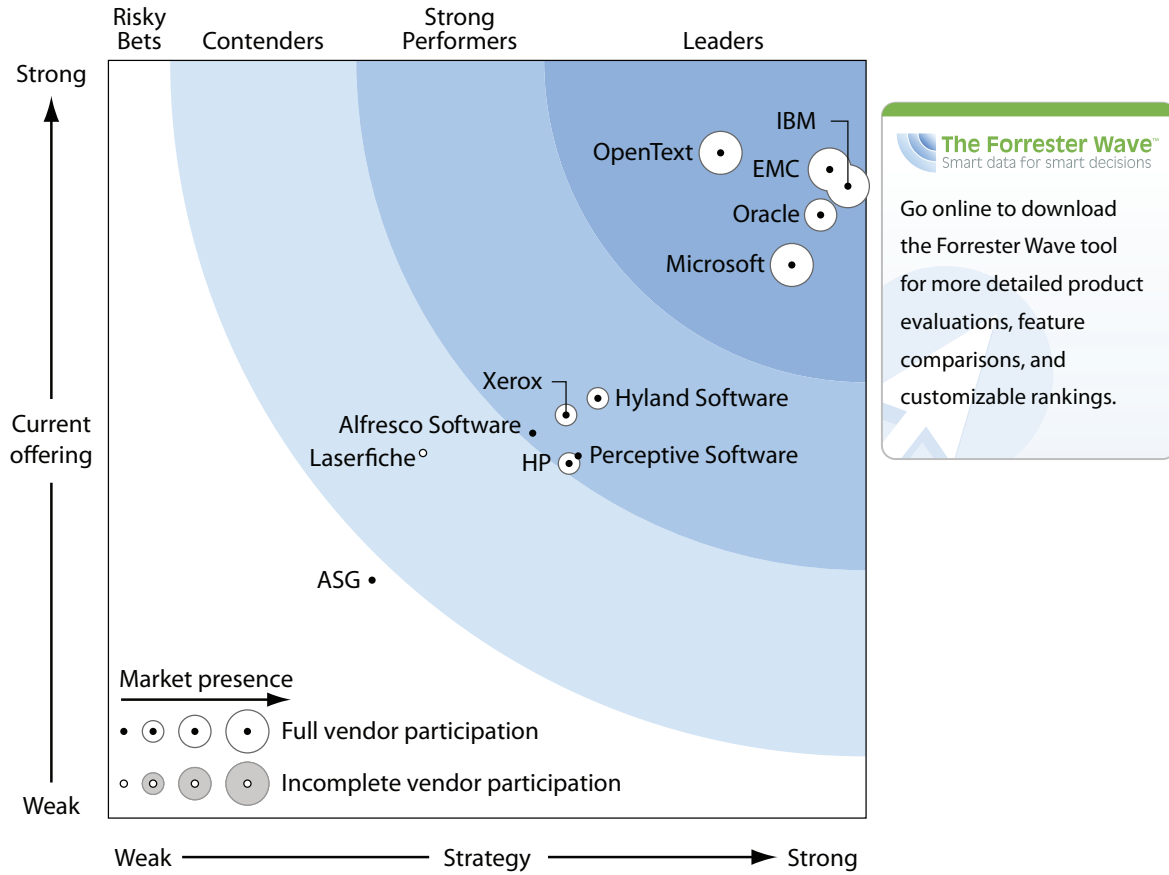 Risky
Bets
Contenders
Strong
Performers
Leaders
Strong
Current
offering
Weak
IBM
OpenText
EMC
Oracle
Microsoft
Xerox
Hyland Software
Alfresco Software
Laserfiche
HP
Perceptive Software
ASG
Market presence
Full vendor participation
Incomplete vendor participation
Weak
Strategy
Strong
The Forrester Wave™
Smart data for smart decisions
Go online to download
the Forrester Wave tool
for more detailed product
evaluations, feature
comparisons, and
customizable rankings.